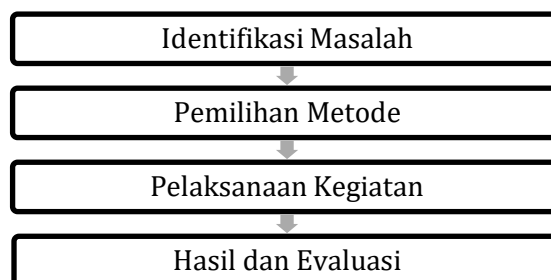 Identifikasi Masalah
Pemilihan Metode
Pelaksanaan Kegiatan
Hasil dan Evaluasi